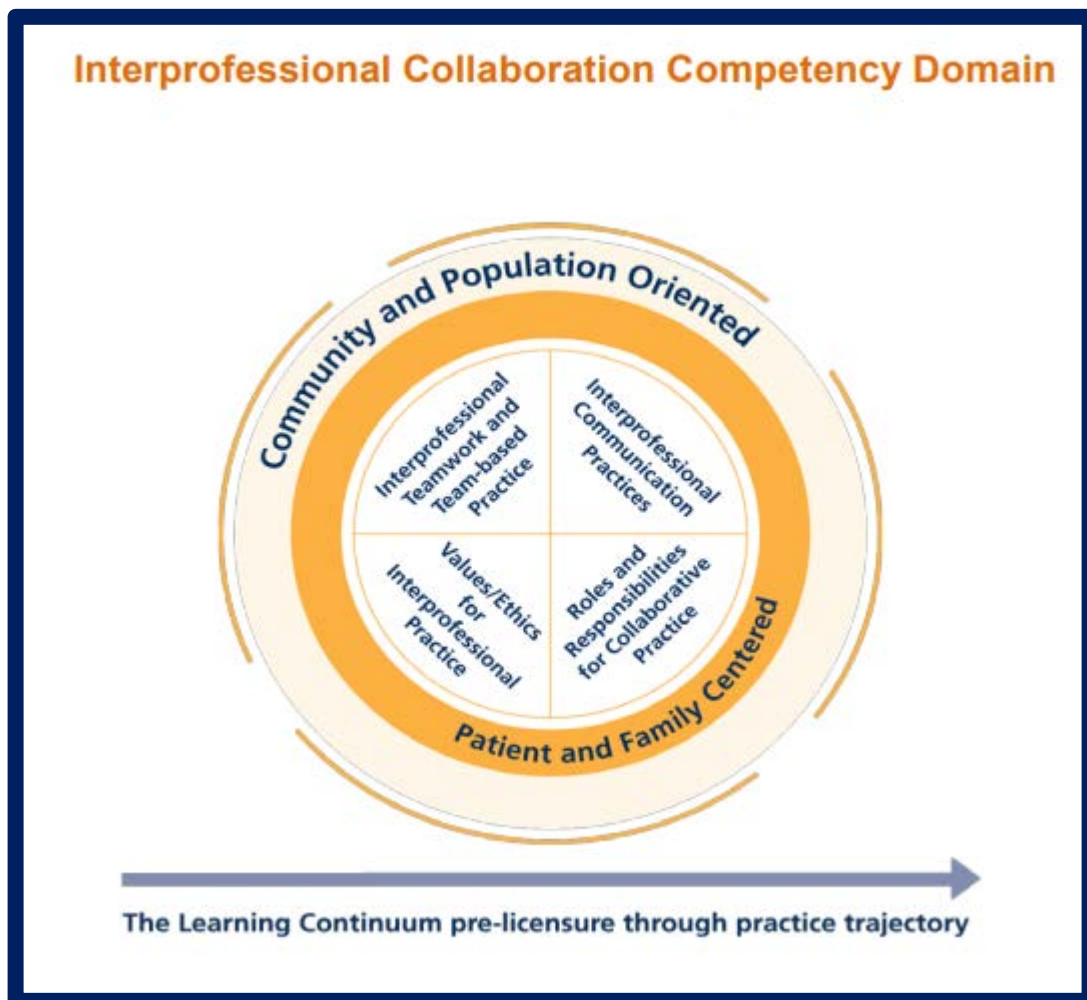 Interprofessional Collaboration Competency Domain
Community and Population Oriented
Interprofessional
Teamwork and
Team-based
Practice
Interprofessional
Communication
Practices
Values/Ethics
for
Interprofessional
Practice
Roles and
Responsibilities
for Collaborative
Practice
Patient and Family Centered
The Learning Continuum pre-licensure through practice trajectory